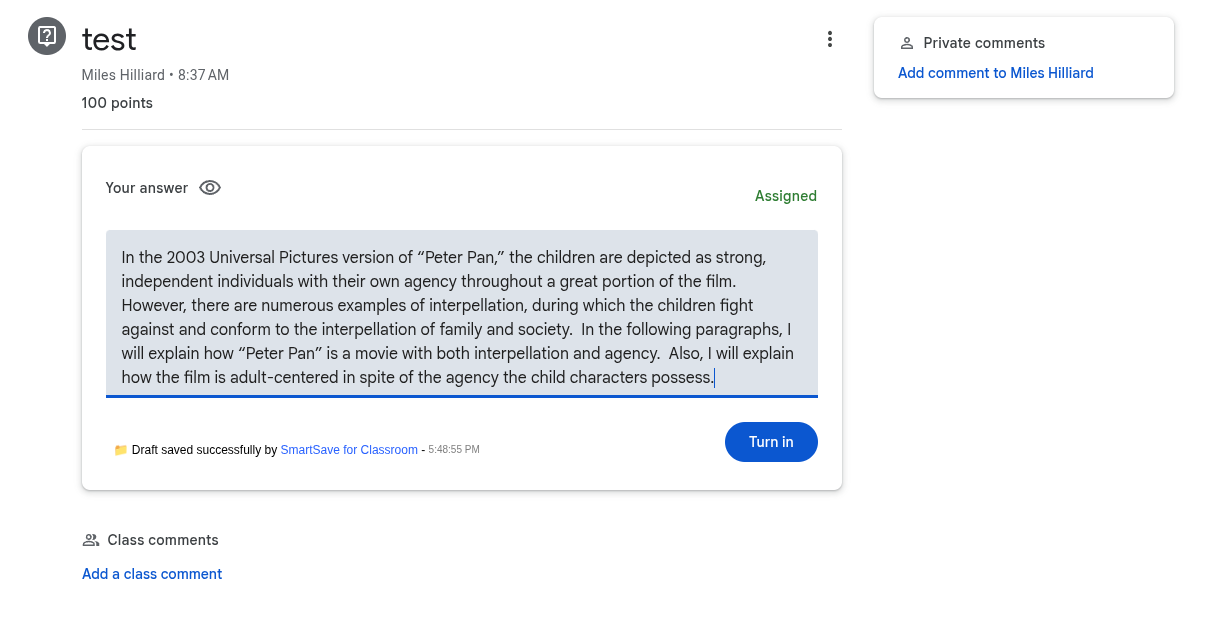 test
Miles Hilliard • 8:37 AM
100 points
Private comments
Add comment to Miles Hilliard
Your answer
Assigned
In the 2003 Universal Pictures version of “Peter Pan,” the children are depicted as strong,
independent individuals with their own agency throughout a great portion of the film.
However, there are numerous examples of interpellation, during which the children fight
against and conform to the interpellation of family and society.  In the following paragraphs, I
will explain how “Peter Pan” is a movie with both interpellation and agency.  Also, I will explain
how the film is adult-centered in spite of the agency the child characters possess.
📁 Draft saved successfully by SmartSave for Classroom - 5:48:55 PM
Turn in
Class comments
Add a class comment